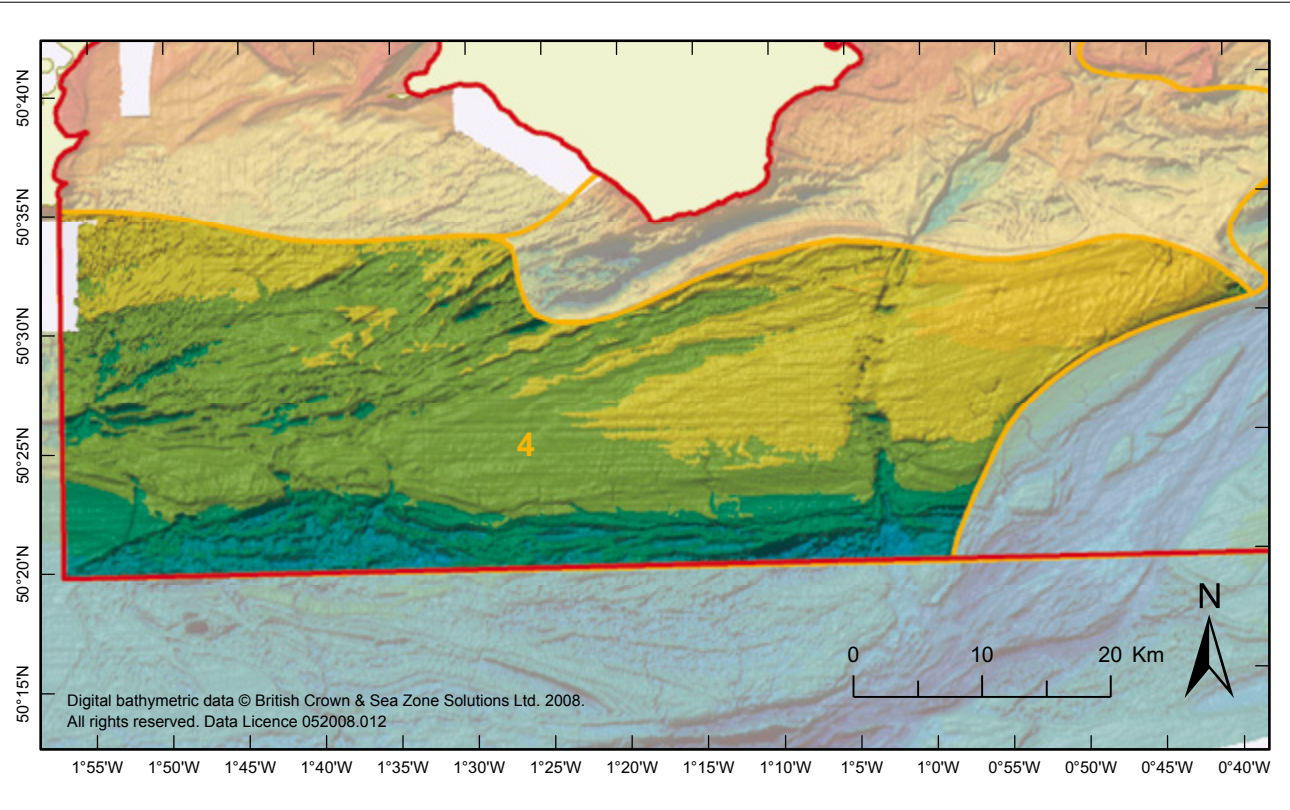 50°40'N
50°35'N
50°30'N
50°25'N
50°20'N
50°15'N
4
N
0 10 20 Km
Digital bathymetric data © British Crown & Sea Zone Solutions Ltd. 2008.
All rights reserved. Data Licence 052008.012
1°55'W 1°50'W 1°45'W 1°40'W 1°35'W 1°30'W 1°25'W 1°20'W 1°15'W 1°10'W 1°5'W 1°0'W 0°55'W 0°50'W 0°45'W 0°40'W